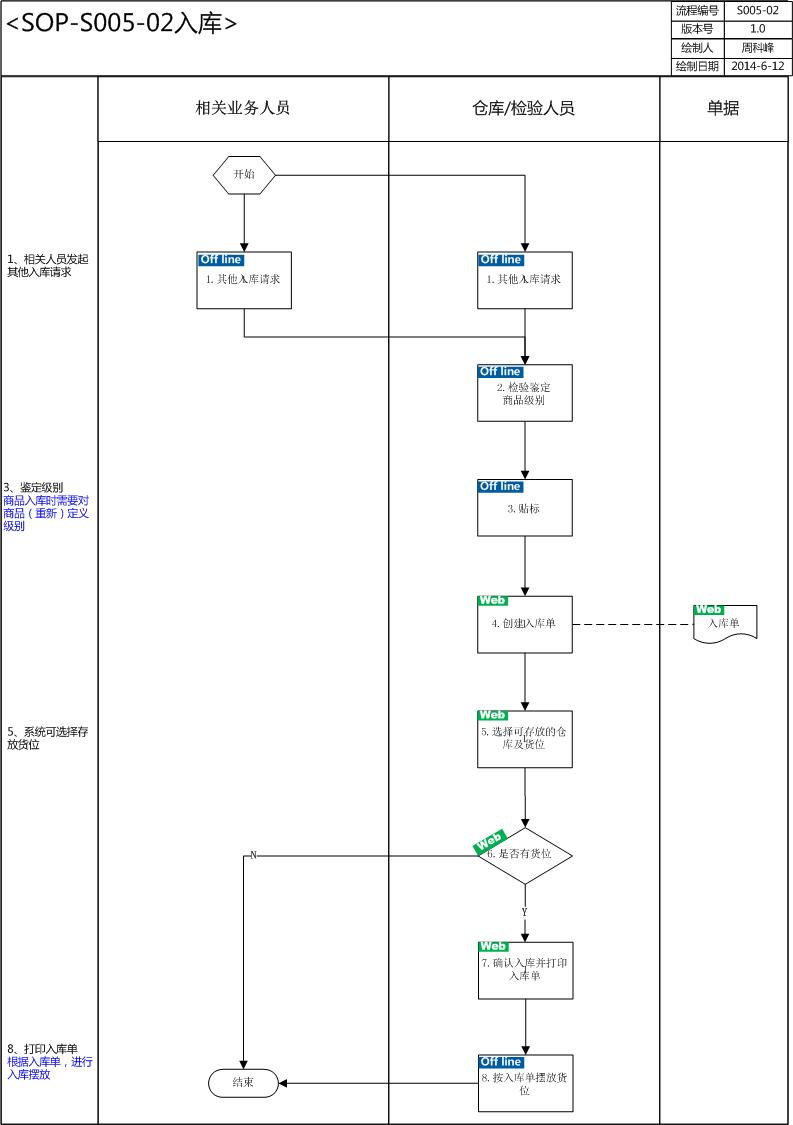 <SOP-S005-02入库>
流程编号 S005-02
版本号 1.0
绘制人 周科峰
绘制日期 2014-6-12
相关业务人员 仓库/检验人员 单据
开始
1、相关人员发起
其他入库请求
Off line
1.其他入库请求
Off line
1.其他入库请求
Off line
2.检验鉴定
商品级别
3、鉴定级别
商品入库时需要对
商品（重新）定义
级别
Off line
3.贴标
Web
4.创建入库单
Web
入库单
5、系统可选择存
放货位
Web
5.选择可存放的仓
库及货位
Web
6.是否有货位
N
Y
Web
7.确认入库并打印
入库单
8、打印入库单
根据入库单，进行
入库摆放
Off line
8.按入库单摆放货
位
结束